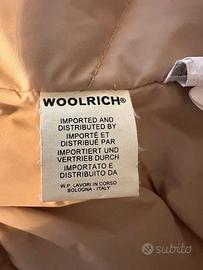 WOOLRICH®
IMPORTED AND
DISTRIBUTED BY
IMPORTÉ ET
DISTRIBUÉ PAR
IMPORTIERT UND
VERTRIEB DURCH
IMPORTATO E
DISTRIBUITO DA
W.P. LAVORI IN CORSO
BOLOGNA - ITALY
subito